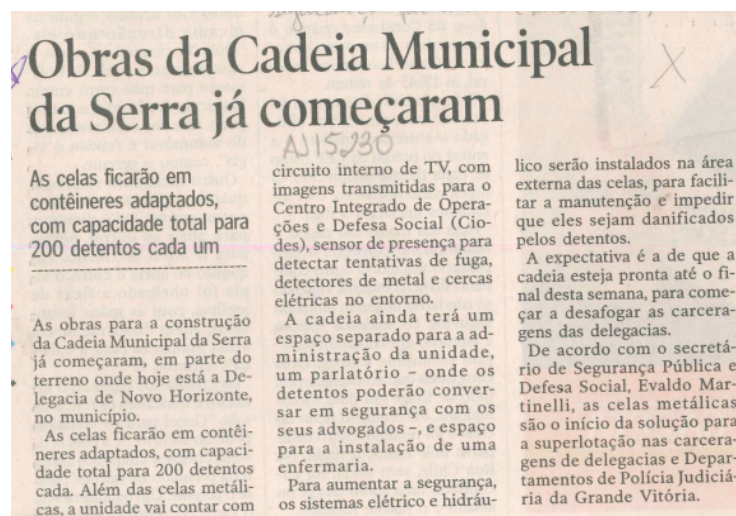 Obras da Cadeia Municipal
da Serra já começaram
AJ15230
As celas ficarão em
contêineres adaptados,
com capacidade total para
200 detentos cada um
As obras para a construção
da Cadeia Municipal da Serra
já começaram, em parte do
terreno onde hoje está a De-
legacia de Novo Horizonte,
no município.
As celas ficarão em contêi-
neres adaptados, com capaci-
dade total para 200 detentos
cada. Além das celas metáli-
cas, a unidade vai contar com
circuito interno de TV, com
imagens transmitidas para o
Centro Integrado de Opera-
ções e Defesa Social (Cio-
des), sensor de presença para
detectar tentativas de fuga,
detectores de metal e cercas
elétricas no entorno.
A cadeia ainda terá um
espaço separado para a ad-
ministração da unidade,
um parlatório – onde os
detentos poderão conver-
sar em segurança com os
seus advogados –, e espaço
para a instalação de uma
enfermaria.
Para aumentar a segurança,
os sistemas elétrico e hidráu-
lico serão instalados na área
externa das celas, para facili-
tar a manutenção e impedir
que eles sejam danificados
pelos detentos.
A expectativa é a de que a
cadeia esteja pronta até o fi-
nal desta semana, para come-
çar a desafogar as carcera-
gens das delegacias.
De acordo com o secretá-
rio de Segurança Pública e
Defesa Social, Evaldo Mar-
tinelli, as celas metálicas
são o início da solução para
a superlotação nas carcera-
gens de delegacias e Depar-
tamentos de Polícia Judiciá-
ria da Grande Vitória.